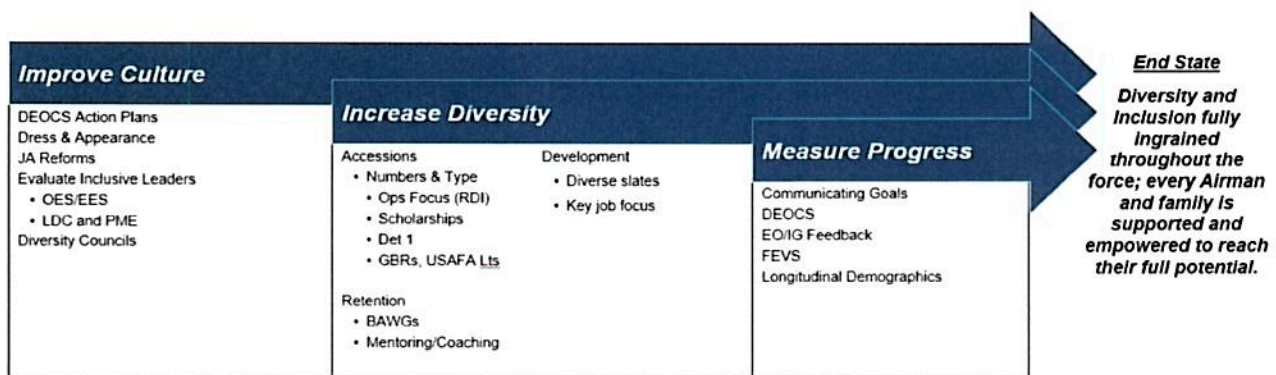 Improve Culture
DEOCS Action Plans
Dress & Appearance
JA Reforms
Evaluate Inclusive Leaders
• OES/EES
• LDC and PME
Diversity Councils
Increase Diversity
Accessions
• Numbers & Type
• Ops Focus (RDI)
• Scholarships
• Det 1
• GBRs, USAFA Lts
Retention
• BAWGs
• Mentoring/Coaching
Development
• Diverse slates
• Key job focus
Measure Progress
Communicating Goals
DEOCS
EO/IG Feedback
FEVS
Longitudinal Demographics
End State
Diversity and
Inclusion fully
ingrained
throughout the
force; every Airman
and family is
supported and
empowered to reach
their full potential.